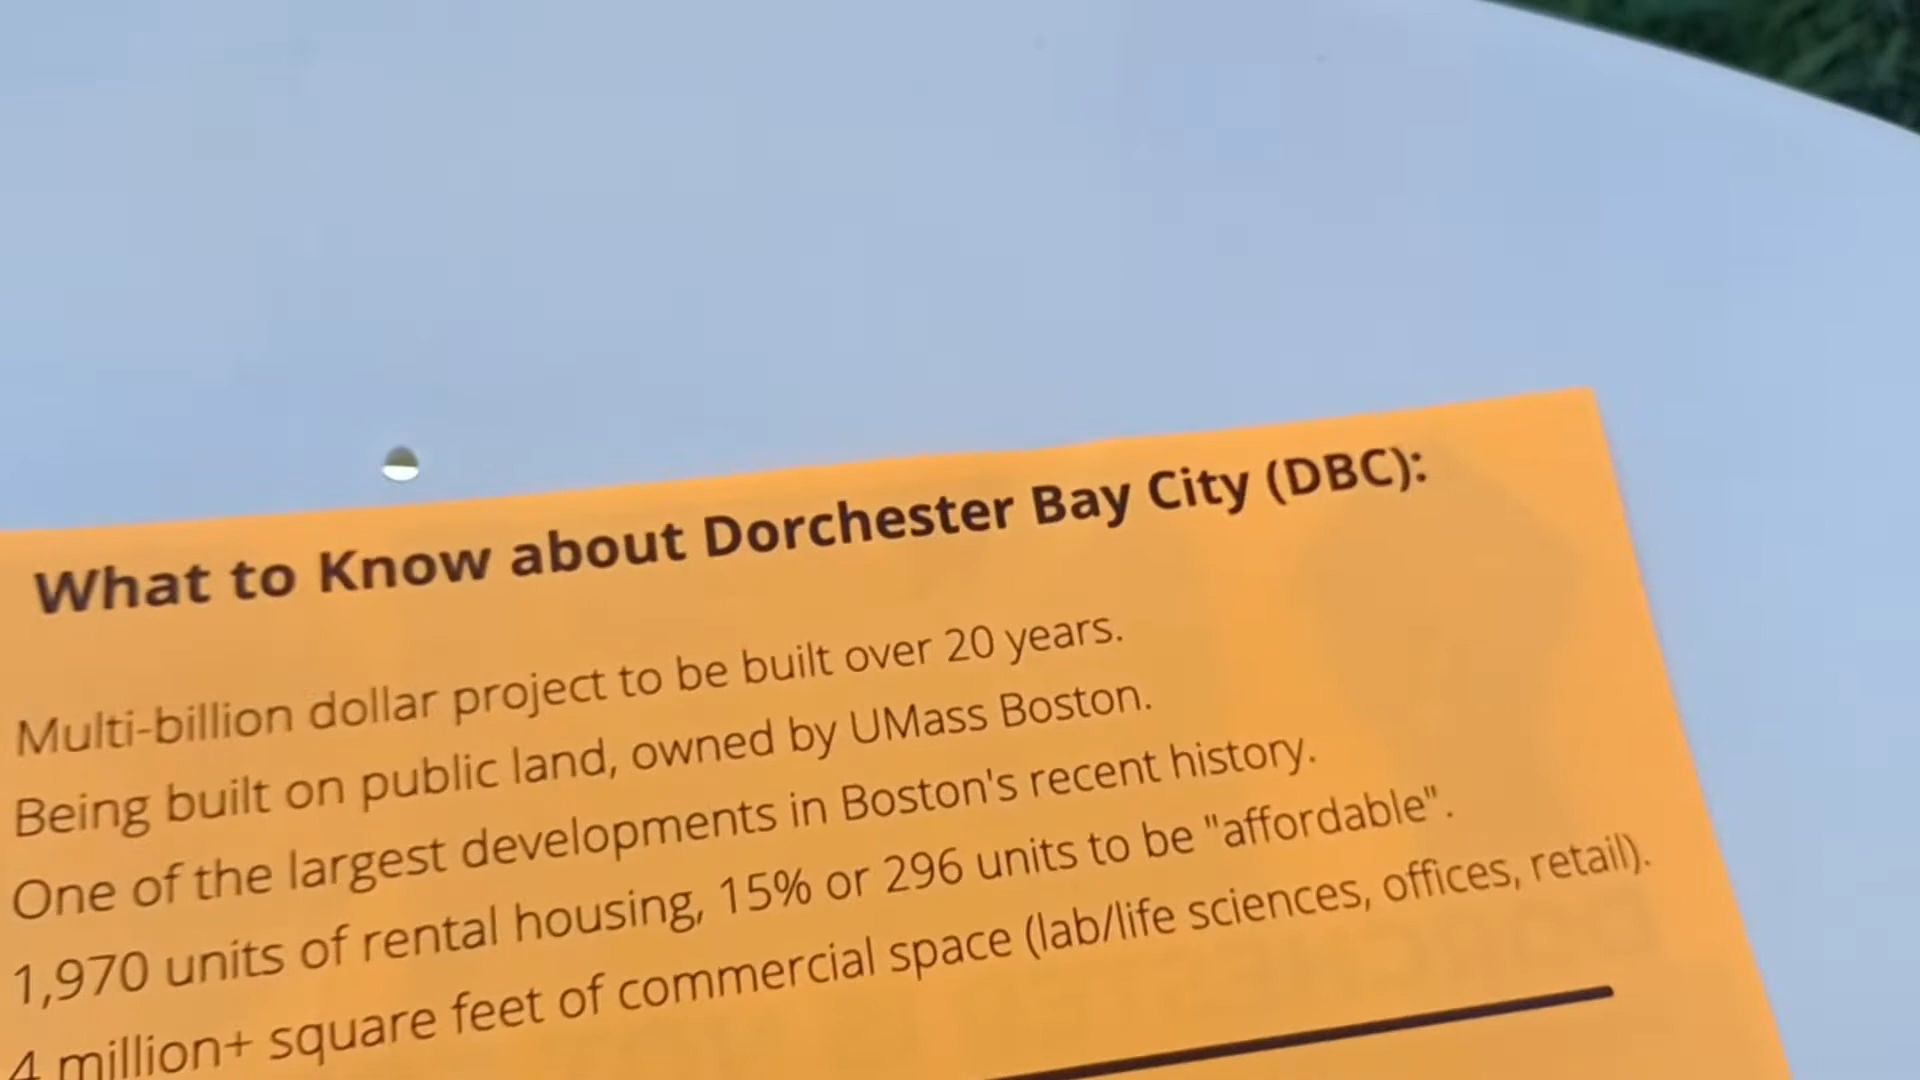 What to Know about Dorchester Bay City (DBC):
Multi-billion dollar project to be built over 20 years.
Being built on public land, owned by UMass Boston.
One of the largest developments in Boston's recent history.
1,970 units of rental housing, 15% or 296 units to be "affordable".
4 million+ square feet of commercial space (lab/life sciences, offices, retail).